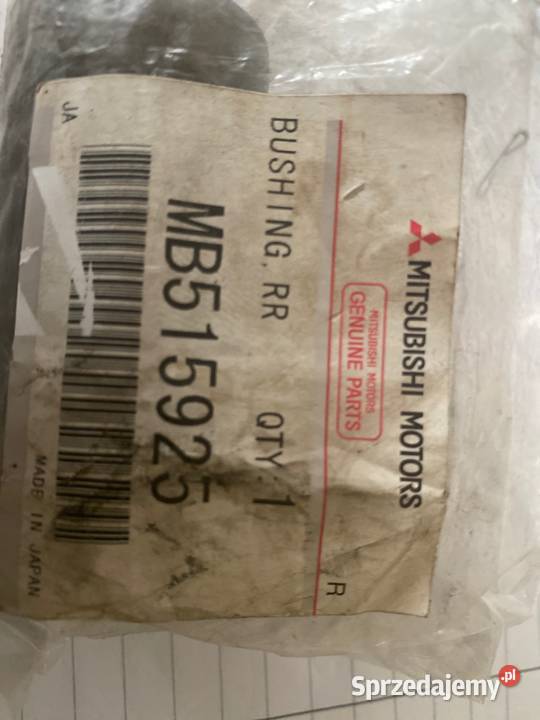 MITSUBISHI MOTORS
MITSUBISHI MOTORS
GENUINE PARTS
R
BUSHING,RR QTY.1
MB515925
JA
MADE IN JAPAN
Sprzedajemy.pl